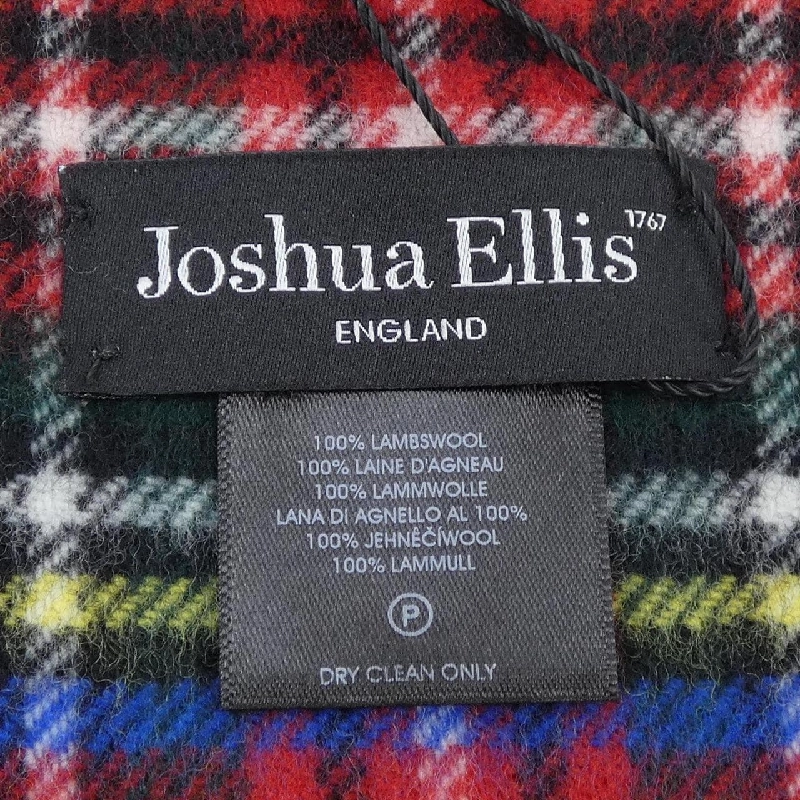 Joshua Ellis 1767
ENGLAND
100% LAMBSWOOL
100% LAINE D'AGNEAU
100% LAMMWOLLE
LANA DI AGNELLO AL 100%
100% JEHNĚČÍWOOL
100% LAMMULL
P
DRY CLEAN ONLY